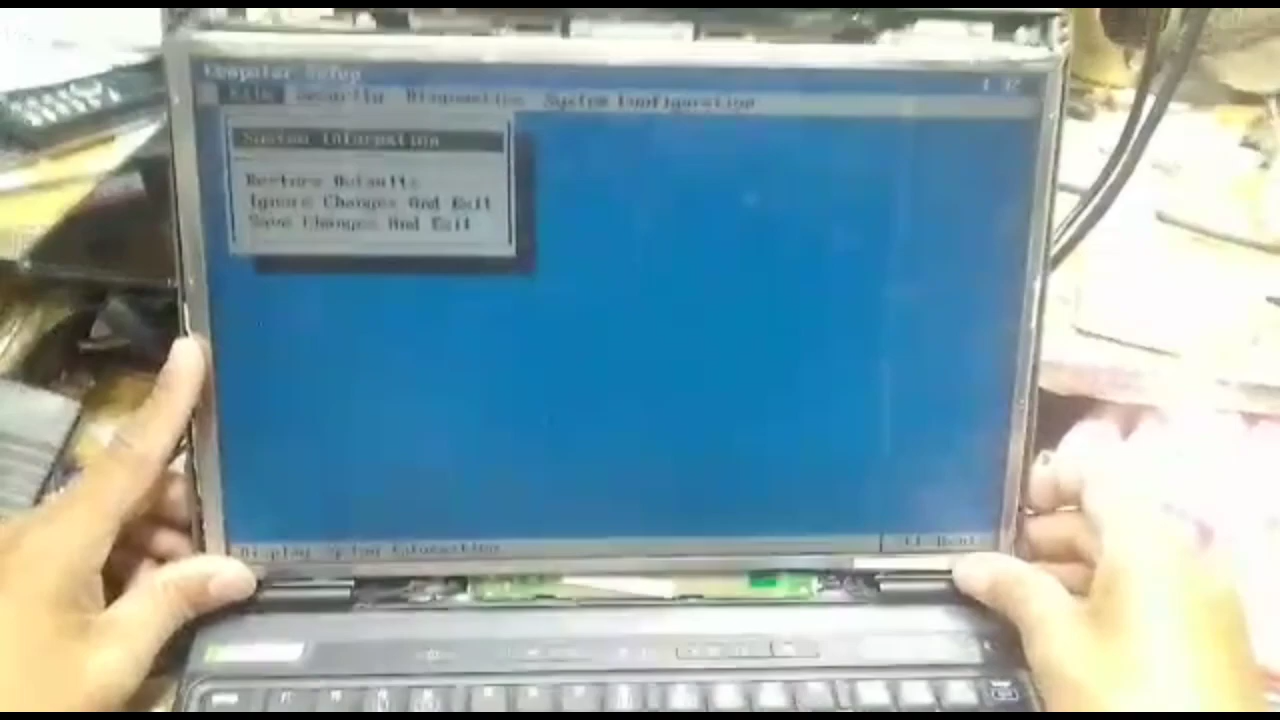 Computer Setup
File Security Diagnostics System Configuration
System Information
Restore Defaults
Ignore Changes And Exit
Save Changes And Exit
Display System Information